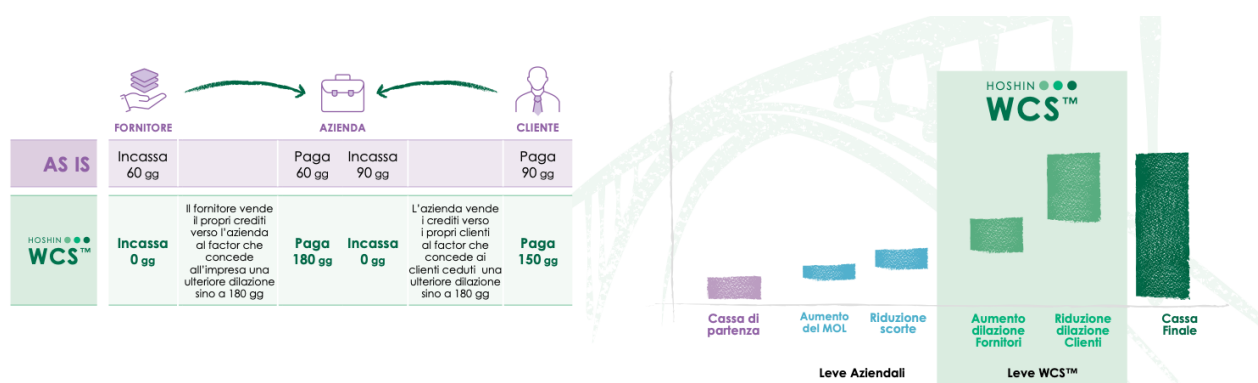 FORNITORE
AZIENDA
CLIENTE
AS IS
Incassa
60 gg
Paga
60 gg
Incassa
90 gg
Paga
90 gg
HOSHIN
WCS™
Incassa
0 gg
Il fornitore vende
il propri crediti
verso l'azienda
al factor che
concede
all'impresa una
ulteriore dilazione
sino a 180 gg
Paga
180 gg
Incassa
0 gg
L'azienda vende
i crediti verso
i propri clienti
al factor che
concede ai
clienti ceduti una
ulteriore dilazione
sino a 180 gg
Paga
150 gg
HOSHIN
WCS™
Cassa di
partenza
Aumento
del MOL
Riduzione
scorte
Aumento
dilazione
Fornitori
Riduzione
dilazione
Clienti
Cassa
Finale
Leve Aziendali
Leve WCS™